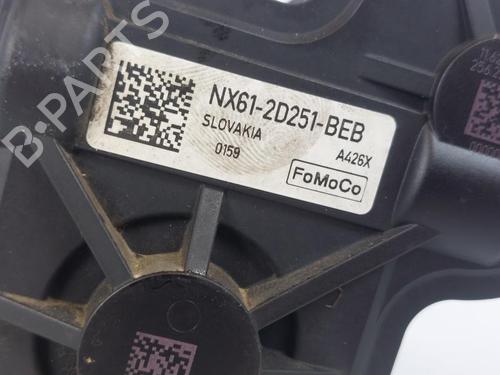 B-PARTS
NX61-2D251-BEB
SLOVAKIA
0159
A426X
FoMoCo